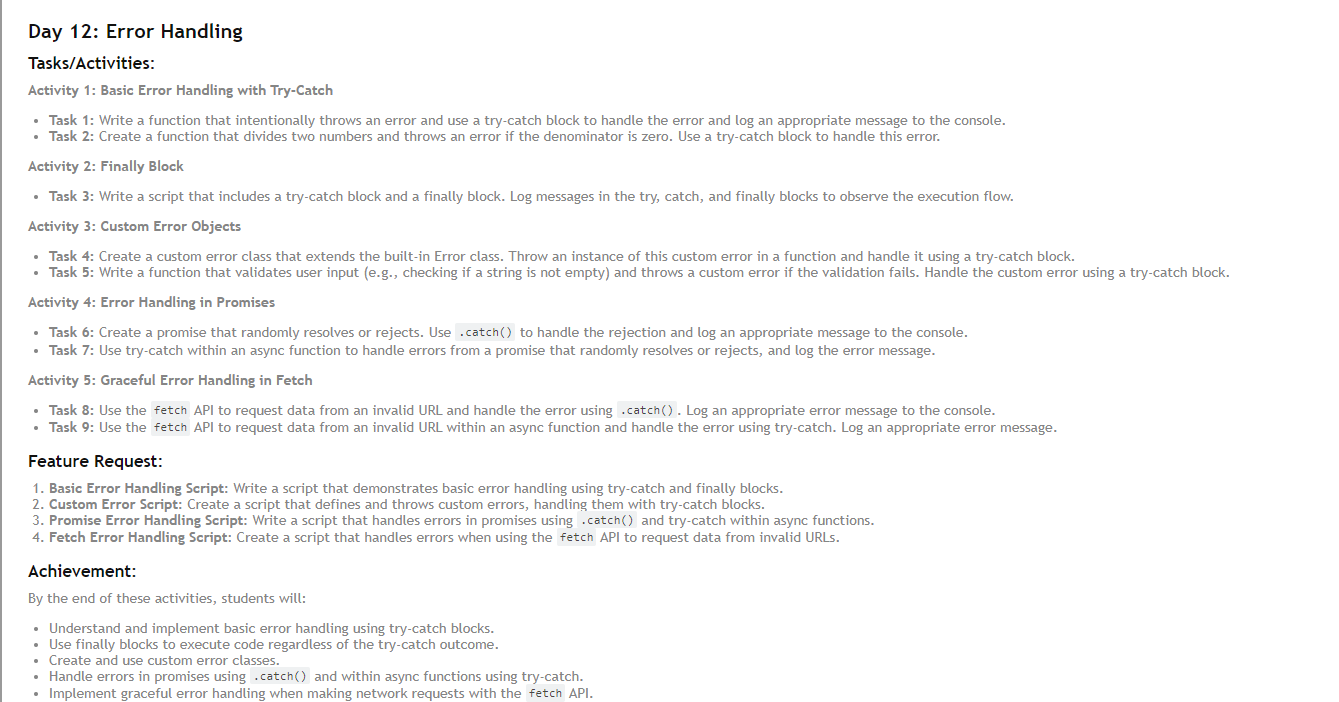 Day 12: Error Handling
Tasks/Activities:
Activity 1: Basic Error Handling with Try-Catch
• Task 1: Write a function that intentionally throws an error and use a try-catch block to handle the error and log an appropriate message to the console.
• Task 2: Create a function that divides two numbers and throws an error if the denominator is zero. Use a try-catch block to handle this error.
Activity 2: Finally Block
• Task 3: Write a script that includes a try-catch block and a finally block. Log messages in the try, catch, and finally blocks to observe the execution flow.
Activity 3: Custom Error Objects
• Task 4: Create a custom error class that extends the built-in Error class. Throw an instance of this custom error in a function and handle it using a try-catch block.
• Task 5: Write a function that validates user input (e.g., checking if a string is not empty) and throws a custom error if the validation fails. Handle the custom error using a try-catch block.
Activity 4: Error Handling in Promises
• Task 6: Create a promise that randomly resolves or rejects. Use .catch() to handle the rejection and log an appropriate message to the console.
• Task 7: Use try-catch within an async function to handle errors from a promise that randomly resolves or rejects, and log the error message.
Activity 5: Graceful Error Handling in Fetch
• Task 8: Use the fetch API to request data from an invalid URL and handle the error using .catch(). Log an appropriate error message to the console.
• Task 9: Use the fetch API to request data from an invalid URL within an async function and handle the error using try-catch. Log an appropriate error message.
Feature Request:
1. Basic Error Handling Script: Write a script that demonstrates basic error handling using try-catch and finally blocks.
2. Custom Error Script: Create a script that defines and throws custom errors, handling them with try-catch blocks.
3. Promise Error Handling Script: Write a script that handles errors in promises using .catch() and try-catch within async functions.
4. Fetch Error Handling Script: Create a script that handles errors when using the fetch API to request data from invalid URLs.
Achievement:
By the end of these activities, students will:
• Understand and implement basic error handling using try-catch blocks.
• Use finally blocks to execute code regardless of the try-catch outcome.
• Create and use custom error classes.
• Handle errors in promises using .catch() and within async functions using try-catch.
• Implement graceful error handling when making network requests with the fetch API.